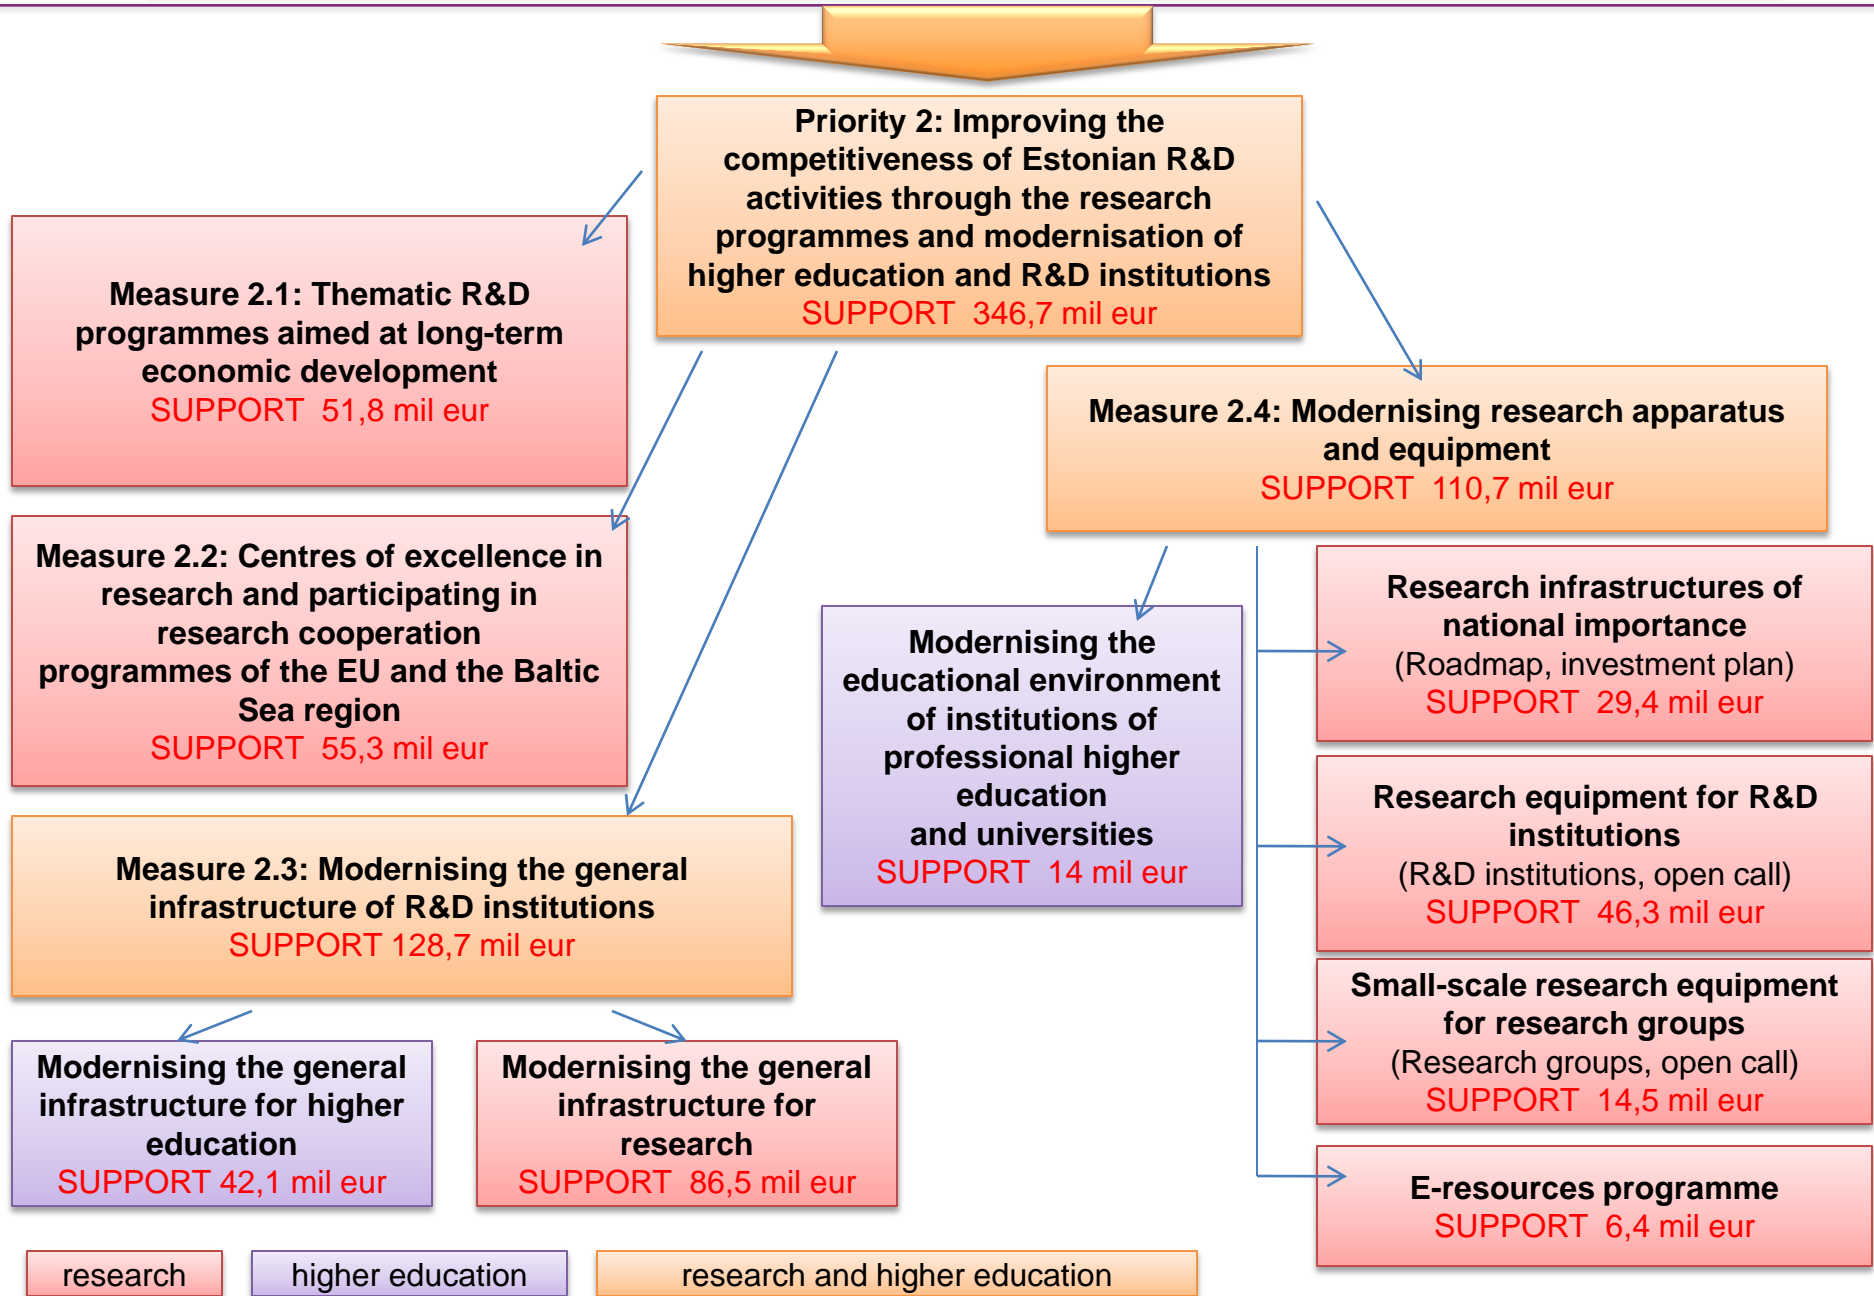 Priority 2: Improving the
competitiveness of Estonian R&D
activities through the research
programmes and modernisation of
higher education and R&D institutions
SUPPORT 346,7 mil eur
Measure 2.1: Thematic R&D
programmes aimed at long-term
economic development
SUPPORT 51,8 mil eur
Measure 2.2: Centres of excellence in
research and participating in
research cooperation
programmes of the EU and the Baltic
Sea region
SUPPORT 55,3 mil eur
Measure 2.3: Modernising the general
infrastructure of R&D institutions
SUPPORT 128,7 mil eur
Modernising the general
infrastructure for higher
education
SUPPORT 42,1 mil eur
Modernising the general
infrastructure for
research
SUPPORT 86,5 mil eur
Measure 2.4: Modernising research apparatus
and equipment
SUPPORT 110,7 mil eur
Modernising the
educational environment
of institutions of
professional higher
education
and universities
SUPPORT 14 mil eur
Research infrastructures of
national importance
(Roadmap, investment plan)
SUPPORT 29,4 mil eur
Research equipment for R&D
institutions
(R&D institutions, open call)
SUPPORT 46,3 mil eur
Small-scale research equipment
for research groups
(Research groups, open call)
SUPPORT 14,5 mil eur
E-resources programme
SUPPORT 6,4 mil eur
research
higher education
research and higher education